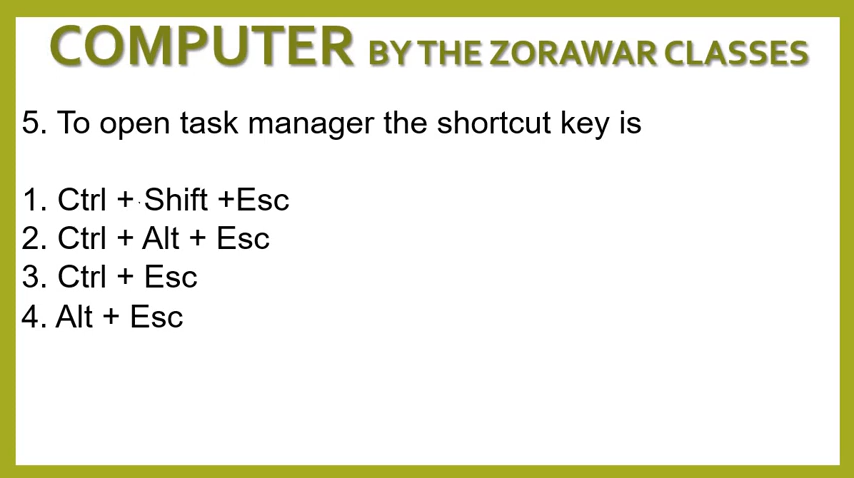 COMPUTER BY THE ZORAWAR CLASSES
5. To open task manager the shortcut key is
1. Ctrl + Shift +Esc
2. Ctrl + Alt + Esc
3. Ctrl + Esc
4. Alt + Esc